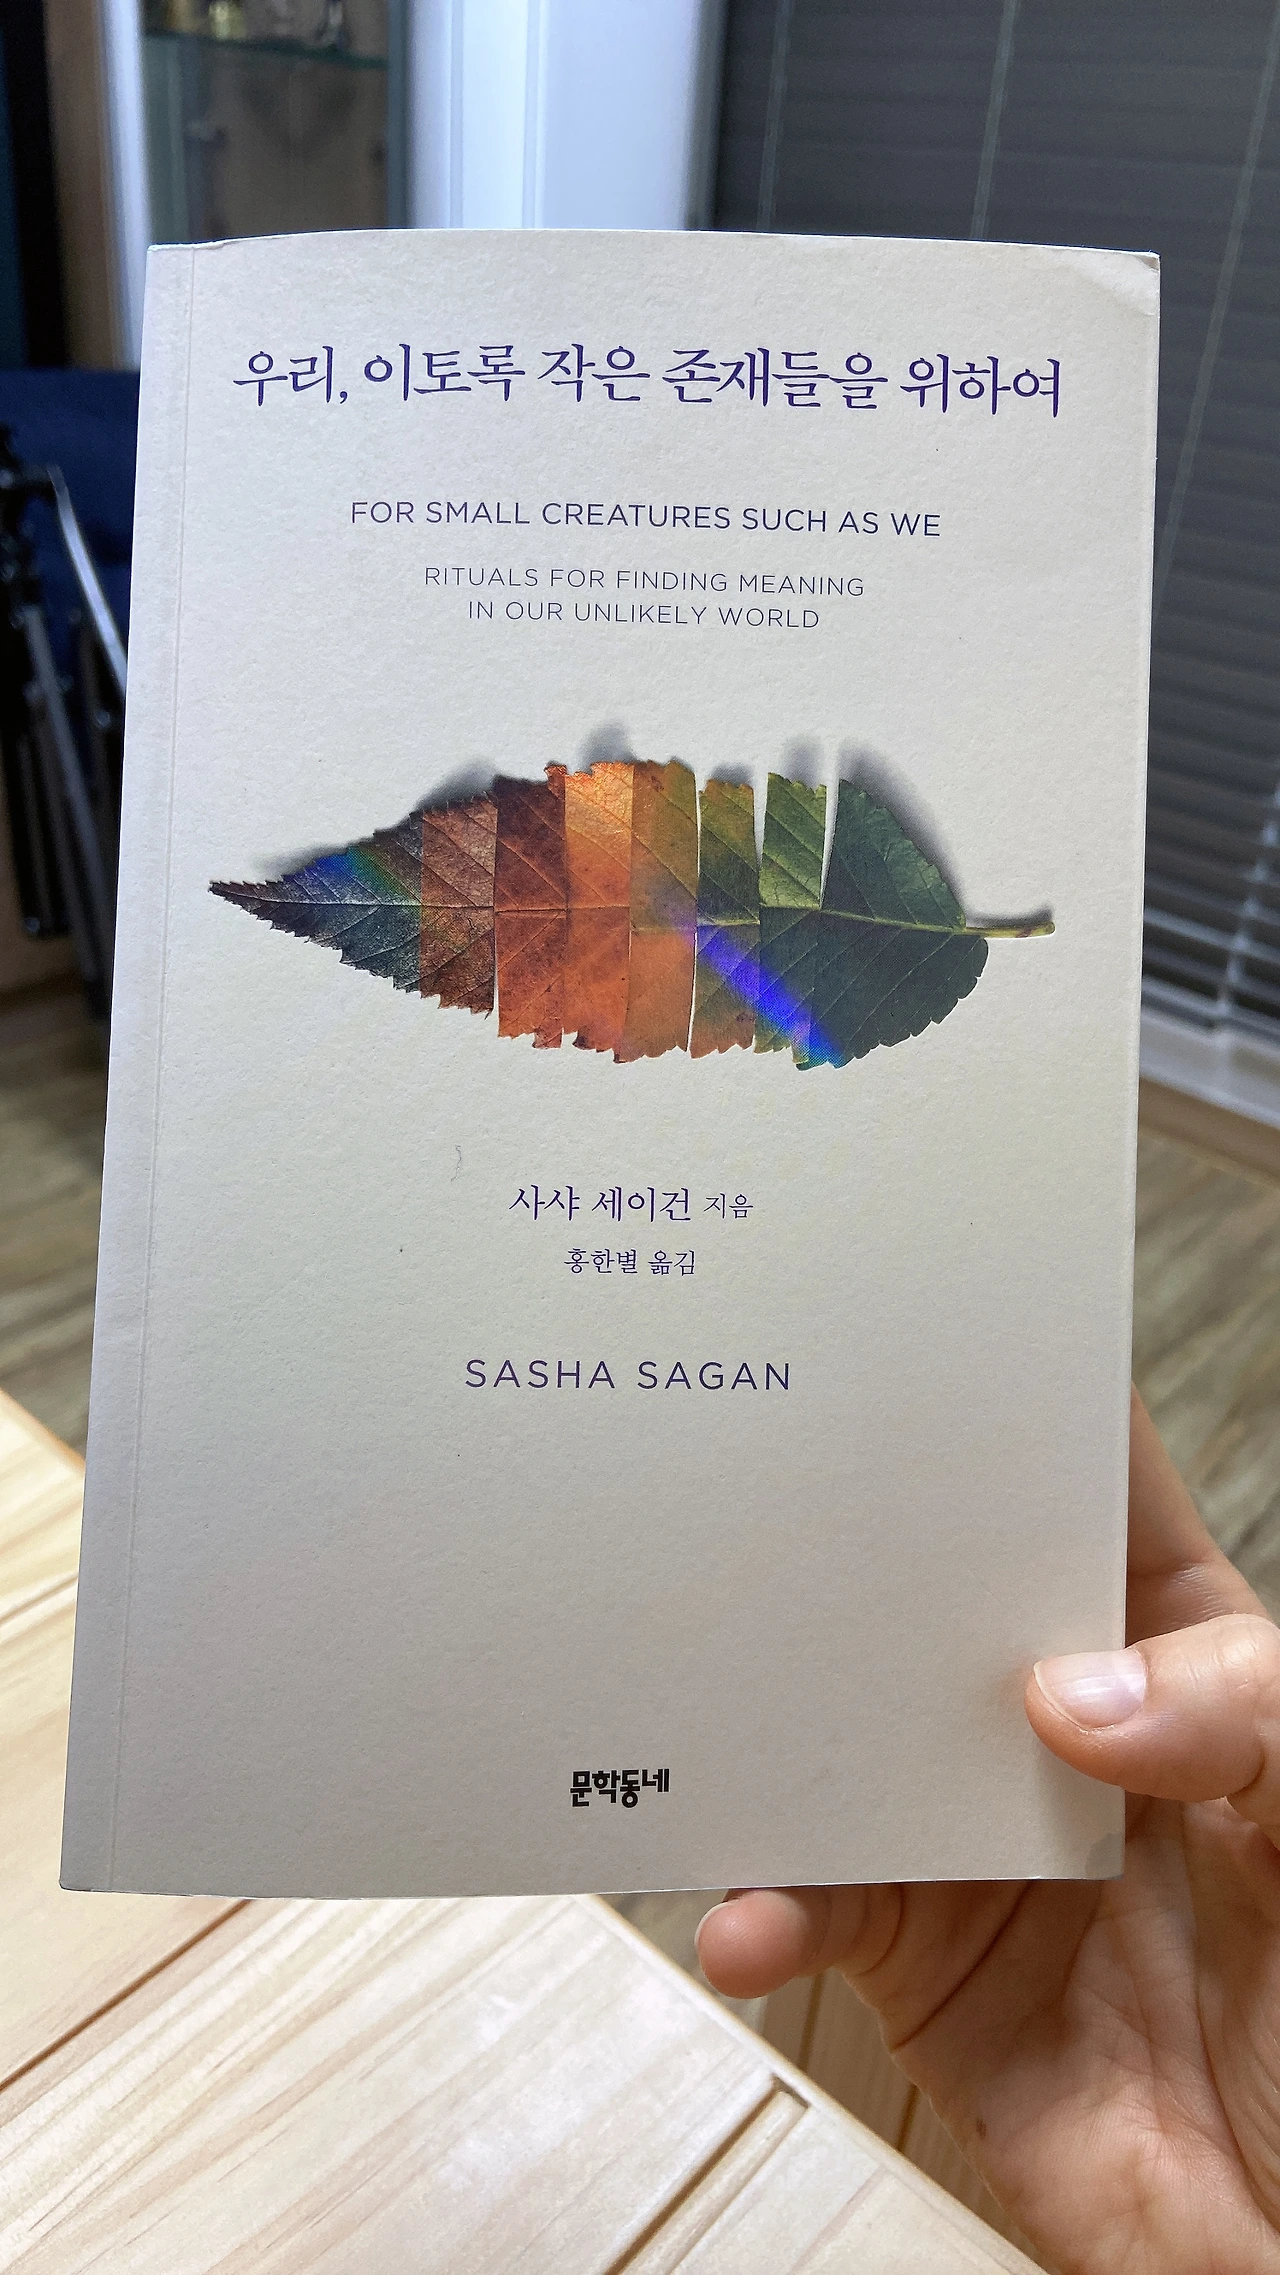 우리, 이토록 작은 존재들을 위하여
FOR SMALL CREATURES SUCH AS WE
RITUALS FOR FINDING MEANING
IN OUR UNLIKELY WORLD
사샤 세이건 지음
홍한별 옮김
SASHA SAGAN
문학동네